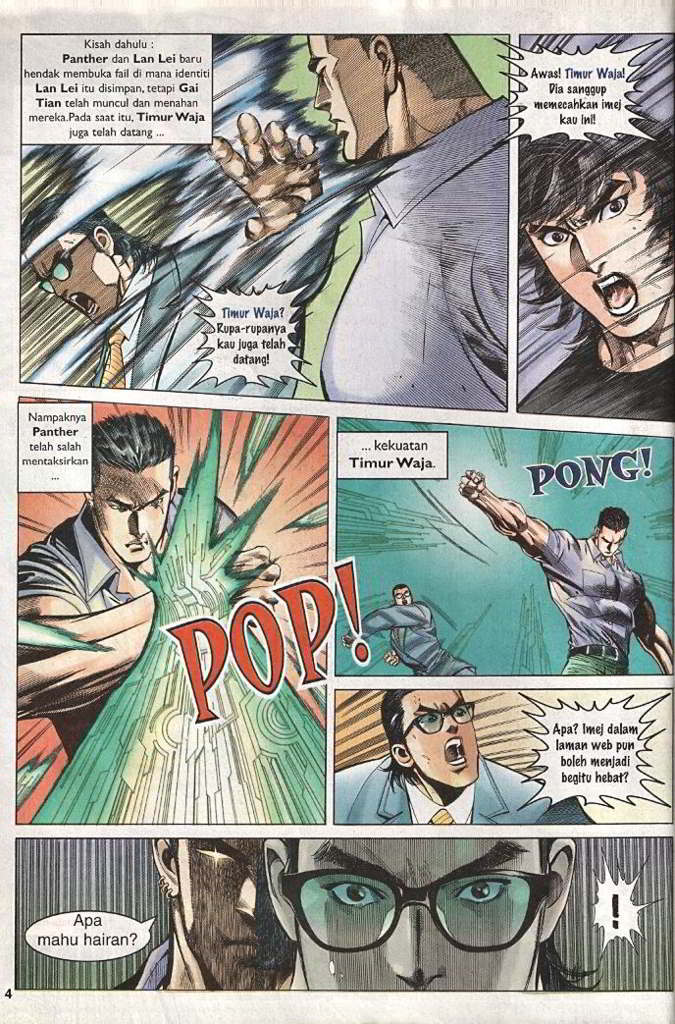 Kisah dahulu :
Panther dan Lan Lei baru
hendak membuka fail di mana identiti
Lan Lei itu disimpan, tetapi Gai
Tian telah muncul dan menahan
mereka.Pada saat itu, Timur Waja
juga telah datang ...
Awas! Timur Waja!
Dia sanggup
memecahkan imej
kau ini!
Timur Waja?
Rupa-rupanya
kau juga telah
datang!
Nampaknya
Panther
telah salah
mentaksirkan
...
... kekuatan
Timur Waja.
PONG!
POP!
Apa? Imej dalam
laman web pun
boleh menjadi
begitu hebat?
Apa
mahu hairan?
!
4